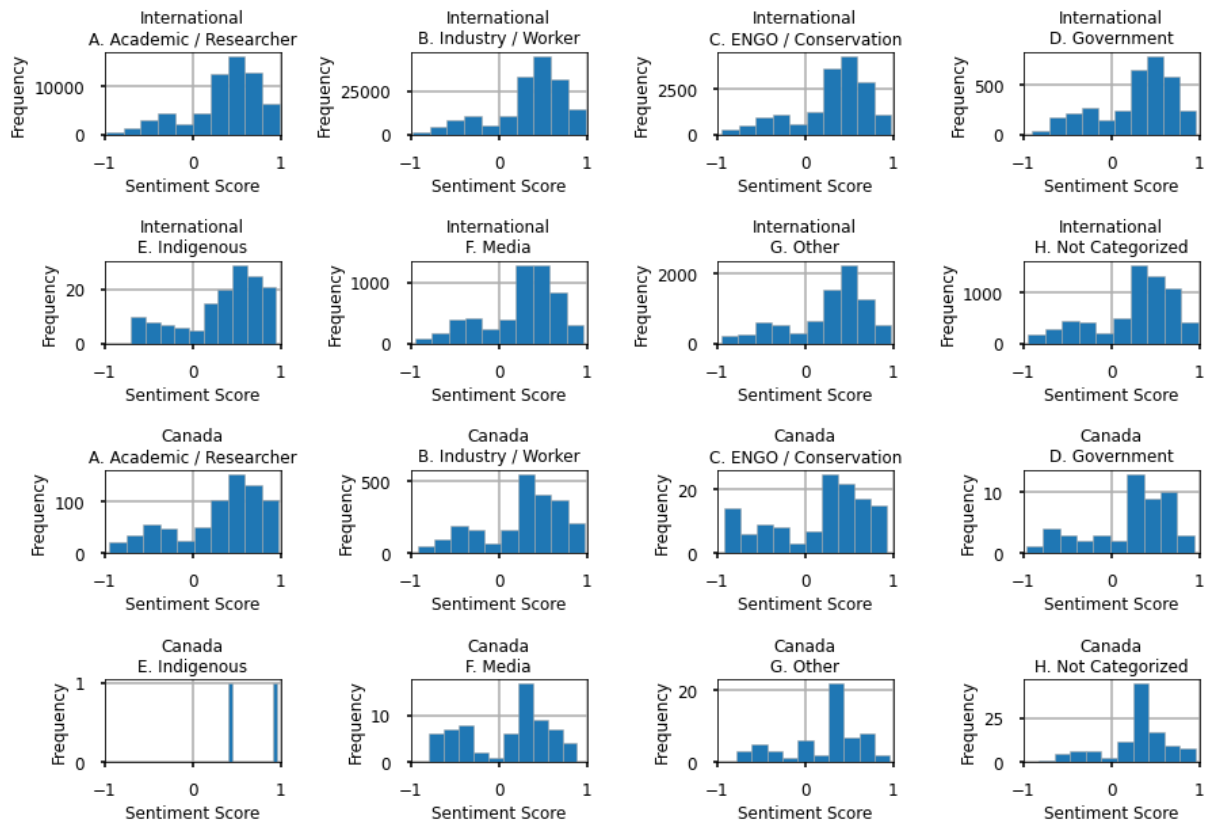 International
A. Academic / Researcher
Frequency
10000
0
−1 0 1
Sentiment Score
International
B. Industry / Worker
Frequency
25000
0
−1 0 1
Sentiment Score
International
C. ENGO / Conservation
Frequency
2500
0
−1 0 1
Sentiment Score
International
D. Government
Frequency
500
0
−1 0 1
Sentiment Score
International
E. Indigenous
Frequency
20
0
−1 0 1
Sentiment Score
International
F. Media
Frequency
1000
0
−1 0 1
Sentiment Score
International
G. Other
Frequency
2000
0
−1 0 1
Sentiment Score
International
H. Not Categorized
Frequency
1000
0
−1 0 1
Sentiment Score
Canada
A. Academic / Researcher
Frequency
100
0
−1 0 1
Sentiment Score
Canada
B. Industry / Worker
Frequency
500
0
−1 0 1
Sentiment Score
Canada
C. ENGO / Conservation
Frequency
20
0
−1 0 1
Sentiment Score
Canada
D. Government
Frequency
10
0
−1 0 1
Sentiment Score
Canada
E. Indigenous
Frequency
1
0
−1 0 1
Sentiment Score
Canada
F. Media
Frequency
10
0
−1 0 1
Sentiment Score
Canada
G. Other
Frequency
20
0
−1 0 1
Sentiment Score
Canada
H. Not Categorized
Frequency
25
0
−1 0 1
Sentiment Score